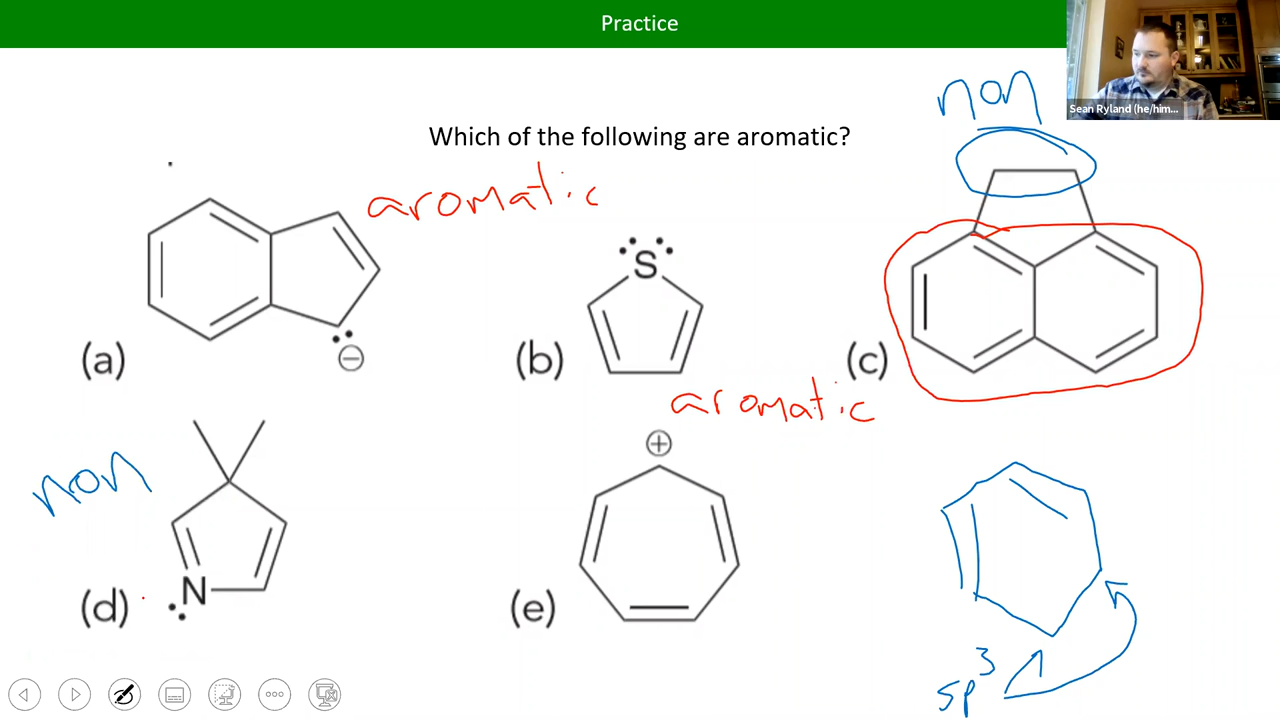 Practice
Sean Ryland (he/him...
non
Which of the following are aromatic?
aromatic
S
(a)
(b)
(c)
⊖
aromatic
⊕
non
N
(d)
(e)
sp3